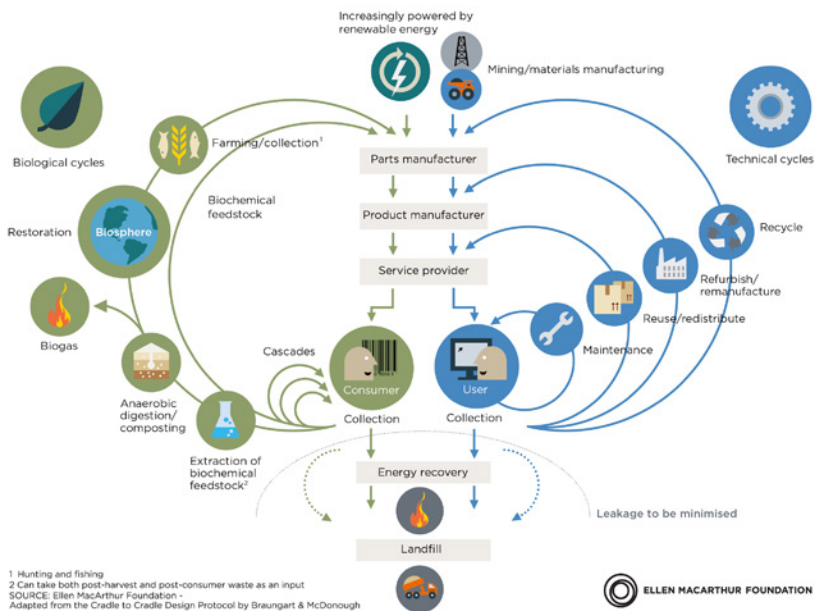 Increasingly powered by
renewable energy
Mining/materials manufacturing
Biological cycles
Technical cycles
Farming/collection¹
Parts manufacturer
Biochemical
feedstock
Product manufacturer
Restoration
Biosphere
Recycle
Service provider
Refurbish/
remanufacture
Reuse/redistribute
Biogas
Cascades
Maintenance
Consumer
User
Anaerobic
digestion/
composting
Collection
Collection
Extraction of
biochemical
feedstock²
Energy recovery
Leakage to be minimised
Landfill
1 Hunting and fishing
2 Can take both post-harvest and post-consumer waste as an input
SOURCE: Ellen MacArthur Foundation -
Adapted from the Cradle to Cradle Design Protocol by Braungart & McDonough
ELLEN MACARTHUR FOUNDATION